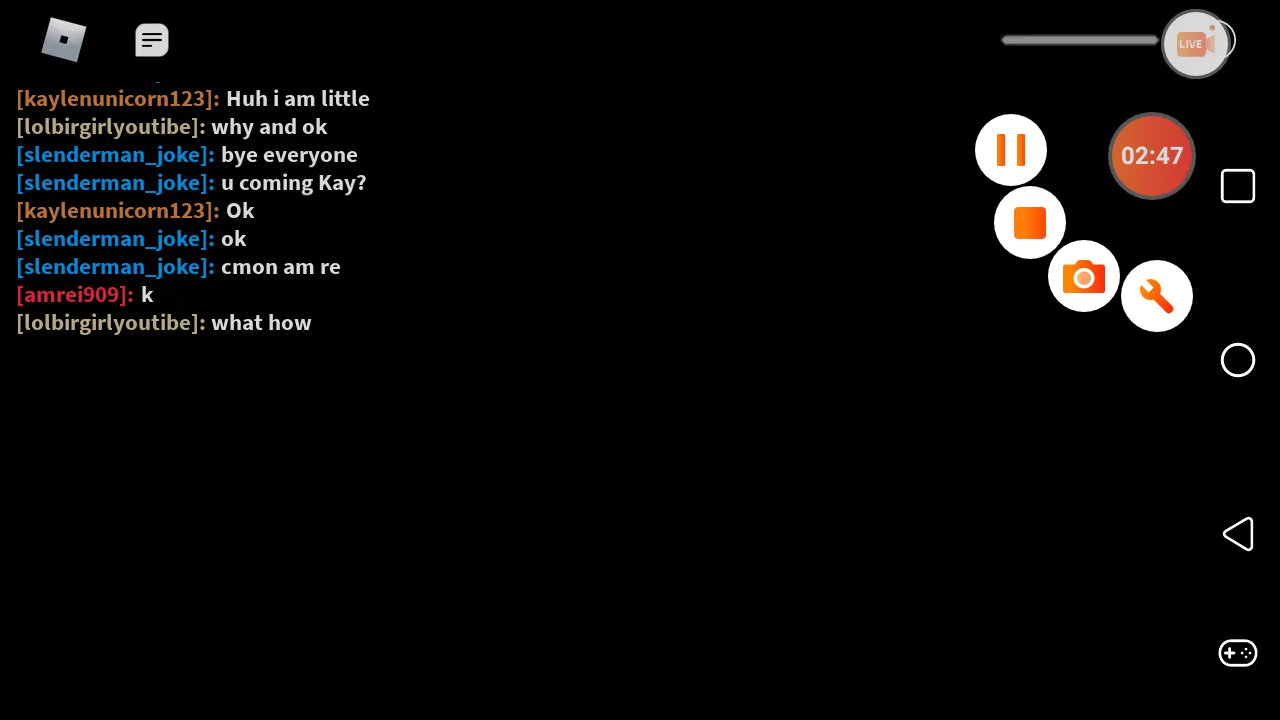 LIVE
[kaylenunicorn123]: Huh i am little
[lolbirgirlyoutibe]: why and ok
[slenderman_joke]: bye everyone
[slenderman_joke]: u coming Kay?
[kaylenunicorn123]: Ok
[slenderman_joke]: ok
[slenderman_joke]: cmon am re
[amrei909]: k
[lolbirgirlyoutibe]: what how
02:47